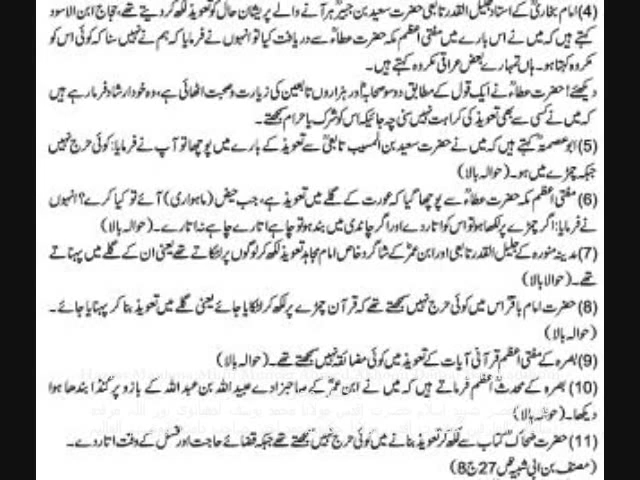 (4) امام بخاریؒ کے استاد جلیل القدر تابعی حضرت سعید بن جبیرؒ ہر آنے والے پریشان حال کو تعویذ لکھ کر دیتے تھے، حجاج ابن الاسود
کہتے ہیں کہ میں نے اس بارے میں مفتی اعظم مکہ حضرت عطاءؒ سے دریافت کیا تو انہوں نے فرمایا کہ ہم نے نہیں سنا کہ کوئی اس کو
مکروہ کہتا ہو۔ ہاں تمہارے بعض عراقی مکروہ کہتے ہیں۔
دیکھئے! حضرت عطاءؒ نے ایک قول کے مطابق دو سو صحابہؓ اور ہزاروں تابعین کی زیارت و صحبت اٹھائی ہے، وہ خود ارشاد فرما رہے ہیں
کہ میں نے کسی سے بھی تعویذ کی کراہت نہیں سنی چہ جائیکہ اس کو شرک یا حرام سمجھتے۔
(5) ابو عصمہؒ کہتے ہیں کہ میں نے حضرت سعید بن المسیب تابعیؒ سے تعویذ کے بارے میں پوچھا تو آپ نے فرمایا: کوئی حرج نہیں
جبکہ چمڑے میں ہو۔ (حوالہ بالا)
(6) مفتی اعظم مکہ حضرت عطاءؒ سے پوچھا گیا کہ عورت کے گلے میں تعویذ ہے، جب حیض (ماہواری) آئے تو کیا کرے؟ انہوں
نے فرمایا: اگر چمڑے پر لکھا ہو تو اس کو اتار دے اور اگر چاندی میں بند ہو تو چاہے اتارے چاہے نہ اتارے۔ (حوالہ بالا)
(7) مدینہ منورہ کے جلیل القدر تابعی اور ابن عمرؓ کے شاگرد خاص امام مجاہد تعویذ لکھ کر لوگوں پر لٹکاتے تھے یعنی ان کے گلے میں پہناتے
تھے۔ (حوالا بالا)
(8) حضرت امام باقرؒ اس میں کوئی حرج نہیں سمجھتے تھے کہ قرآن چمڑے پر لکھ کر لٹکایا جائے یعنی گلے میں تعویذ بنا کر پہنایا جائے۔
(حوالہ بالا)
(9) بصرہ کے مفتی اعظم قرآنی آیات کے تعویذ میں کوئی مضائقہ نہیں سمجھتے تھے۔ (حوالہ بالا)
(10) بصرہ کے محدث اعظم فرماتے ہیں کہ میں نے ابن عمرؓ کے صاحبزادے عبید اللہ بن عبد اللہ کے بازو پر گنڈا بندھا ہوا
دیکھا۔ (حوالہ بالا)
(11) حضرت ضحاکؒ کتاب سے لکھ کر تعویذ بنانے میں کوئی حرج نہیں سمجھتے تھے جبکہ قضائے حاجت اور غسل کے وقت اتار دے۔
(مصنف بن ابی شیبہ ص 27 ج 8)